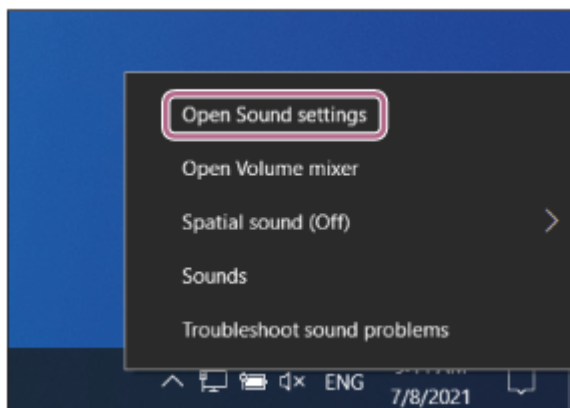 Open Sound settings
Open Volume mixer
Spatial sound (Off)
Sounds
Troubleshoot sound problems
ENG
7/8/2021